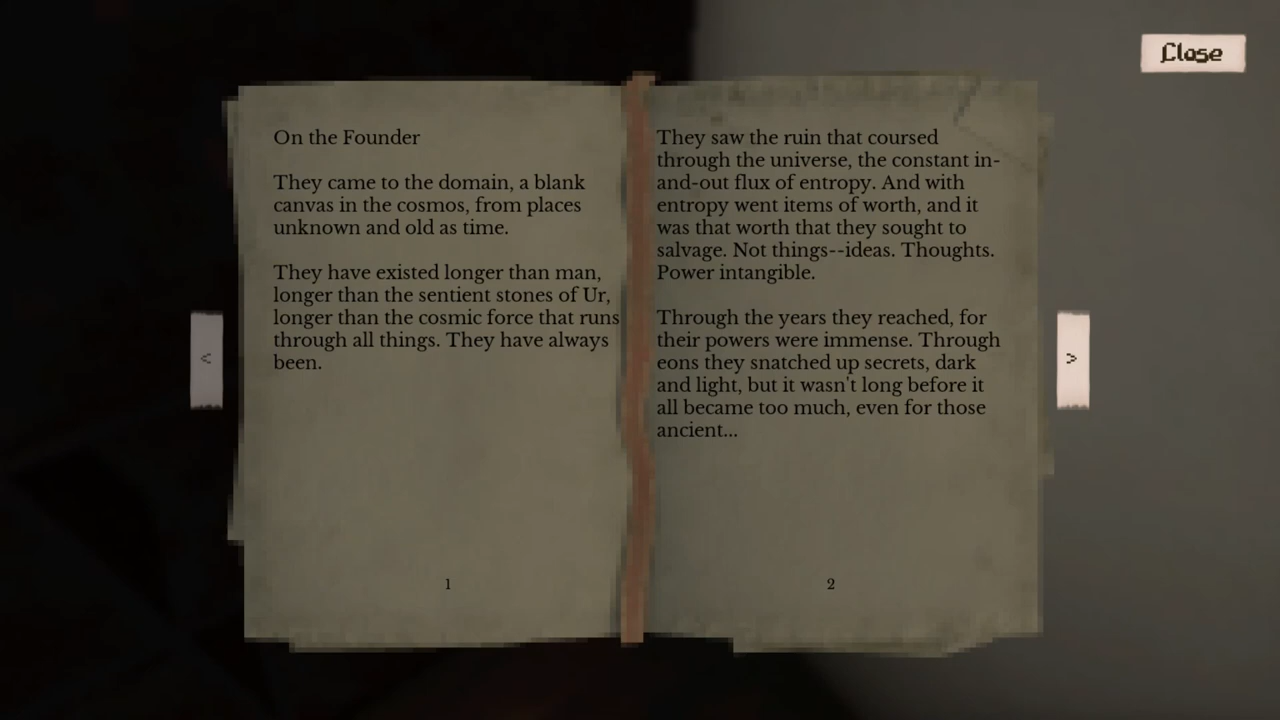 Close
On the Founder
They came to the domain, a blank
canvas in the cosmos, from places
unknown and old as time.
They have existed longer than man,
longer than the sentient stones of Ur,
longer than the cosmic force that runs
through all things. They have always
been.
1
They saw the ruin that coursed
through the universe, the constant in-
and-out flux of entropy. And with
entropy went items of worth, and it
was that worth that they sought to
salvage. Not things--ideas. Thoughts.
Power intangible.
Through the years they reached, for
their powers were immense. Through
eons they snatched up secrets, dark
and light, but it wasn't long before it
all became too much, even for those
ancient...
2
<
>